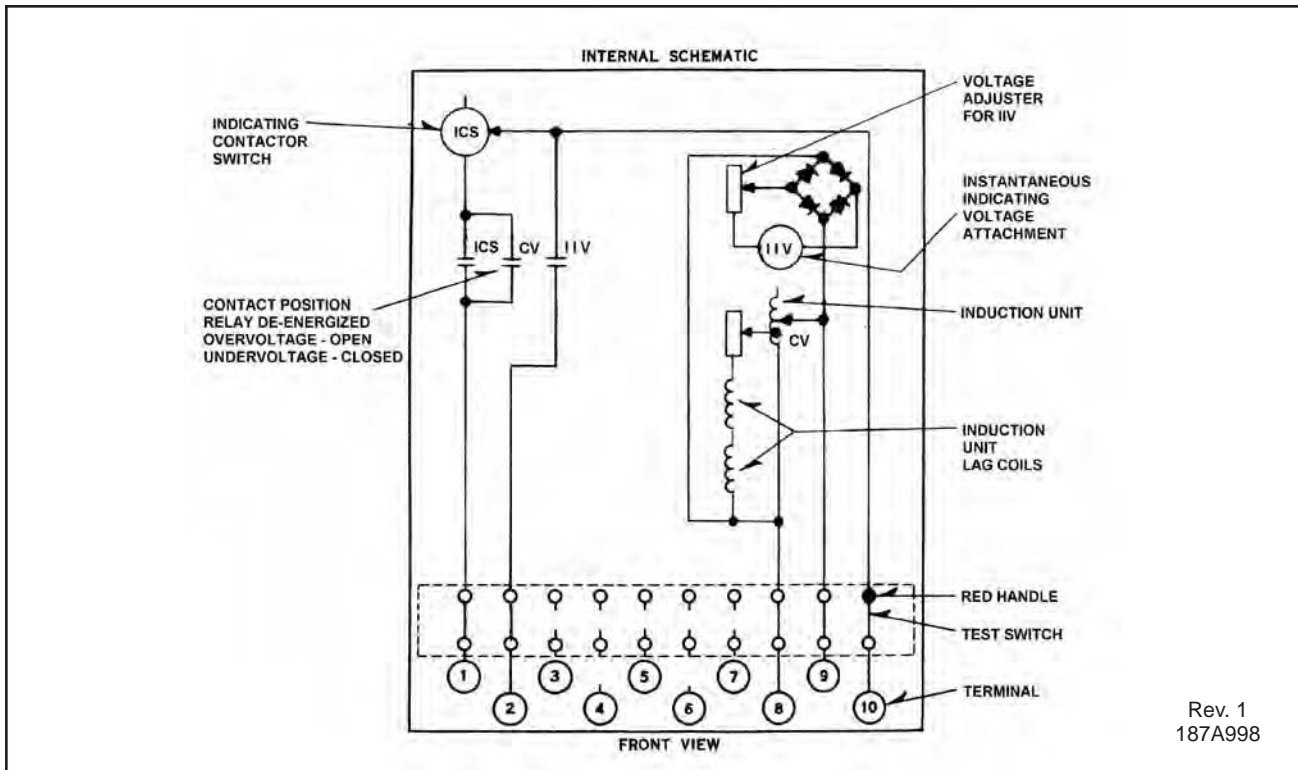 INTERNAL SCHEMATIC
INDICATING
CONTACTOR
SWITCH
ICS
VOLTAGE
ADJUSTER
FOR IIV
INSTANTANEOUS
INDICATING
VOLTAGE
ATTACHMENT
ICS
CV
IIV
IIV
CONTACT POSITION
RELAY DE-ENERGIZED
OVERVOLTAGE - OPEN
UNDERVOLTAGE - CLOSED
INDUCTION UNIT
CV
INDUCTION
UNIT
LAG COILS
RED HANDLE
TEST SWITCH
1
3
5
7
9
2
4
6
8
10
TERMINAL
FRONT VIEW
Rev. 1
187A998